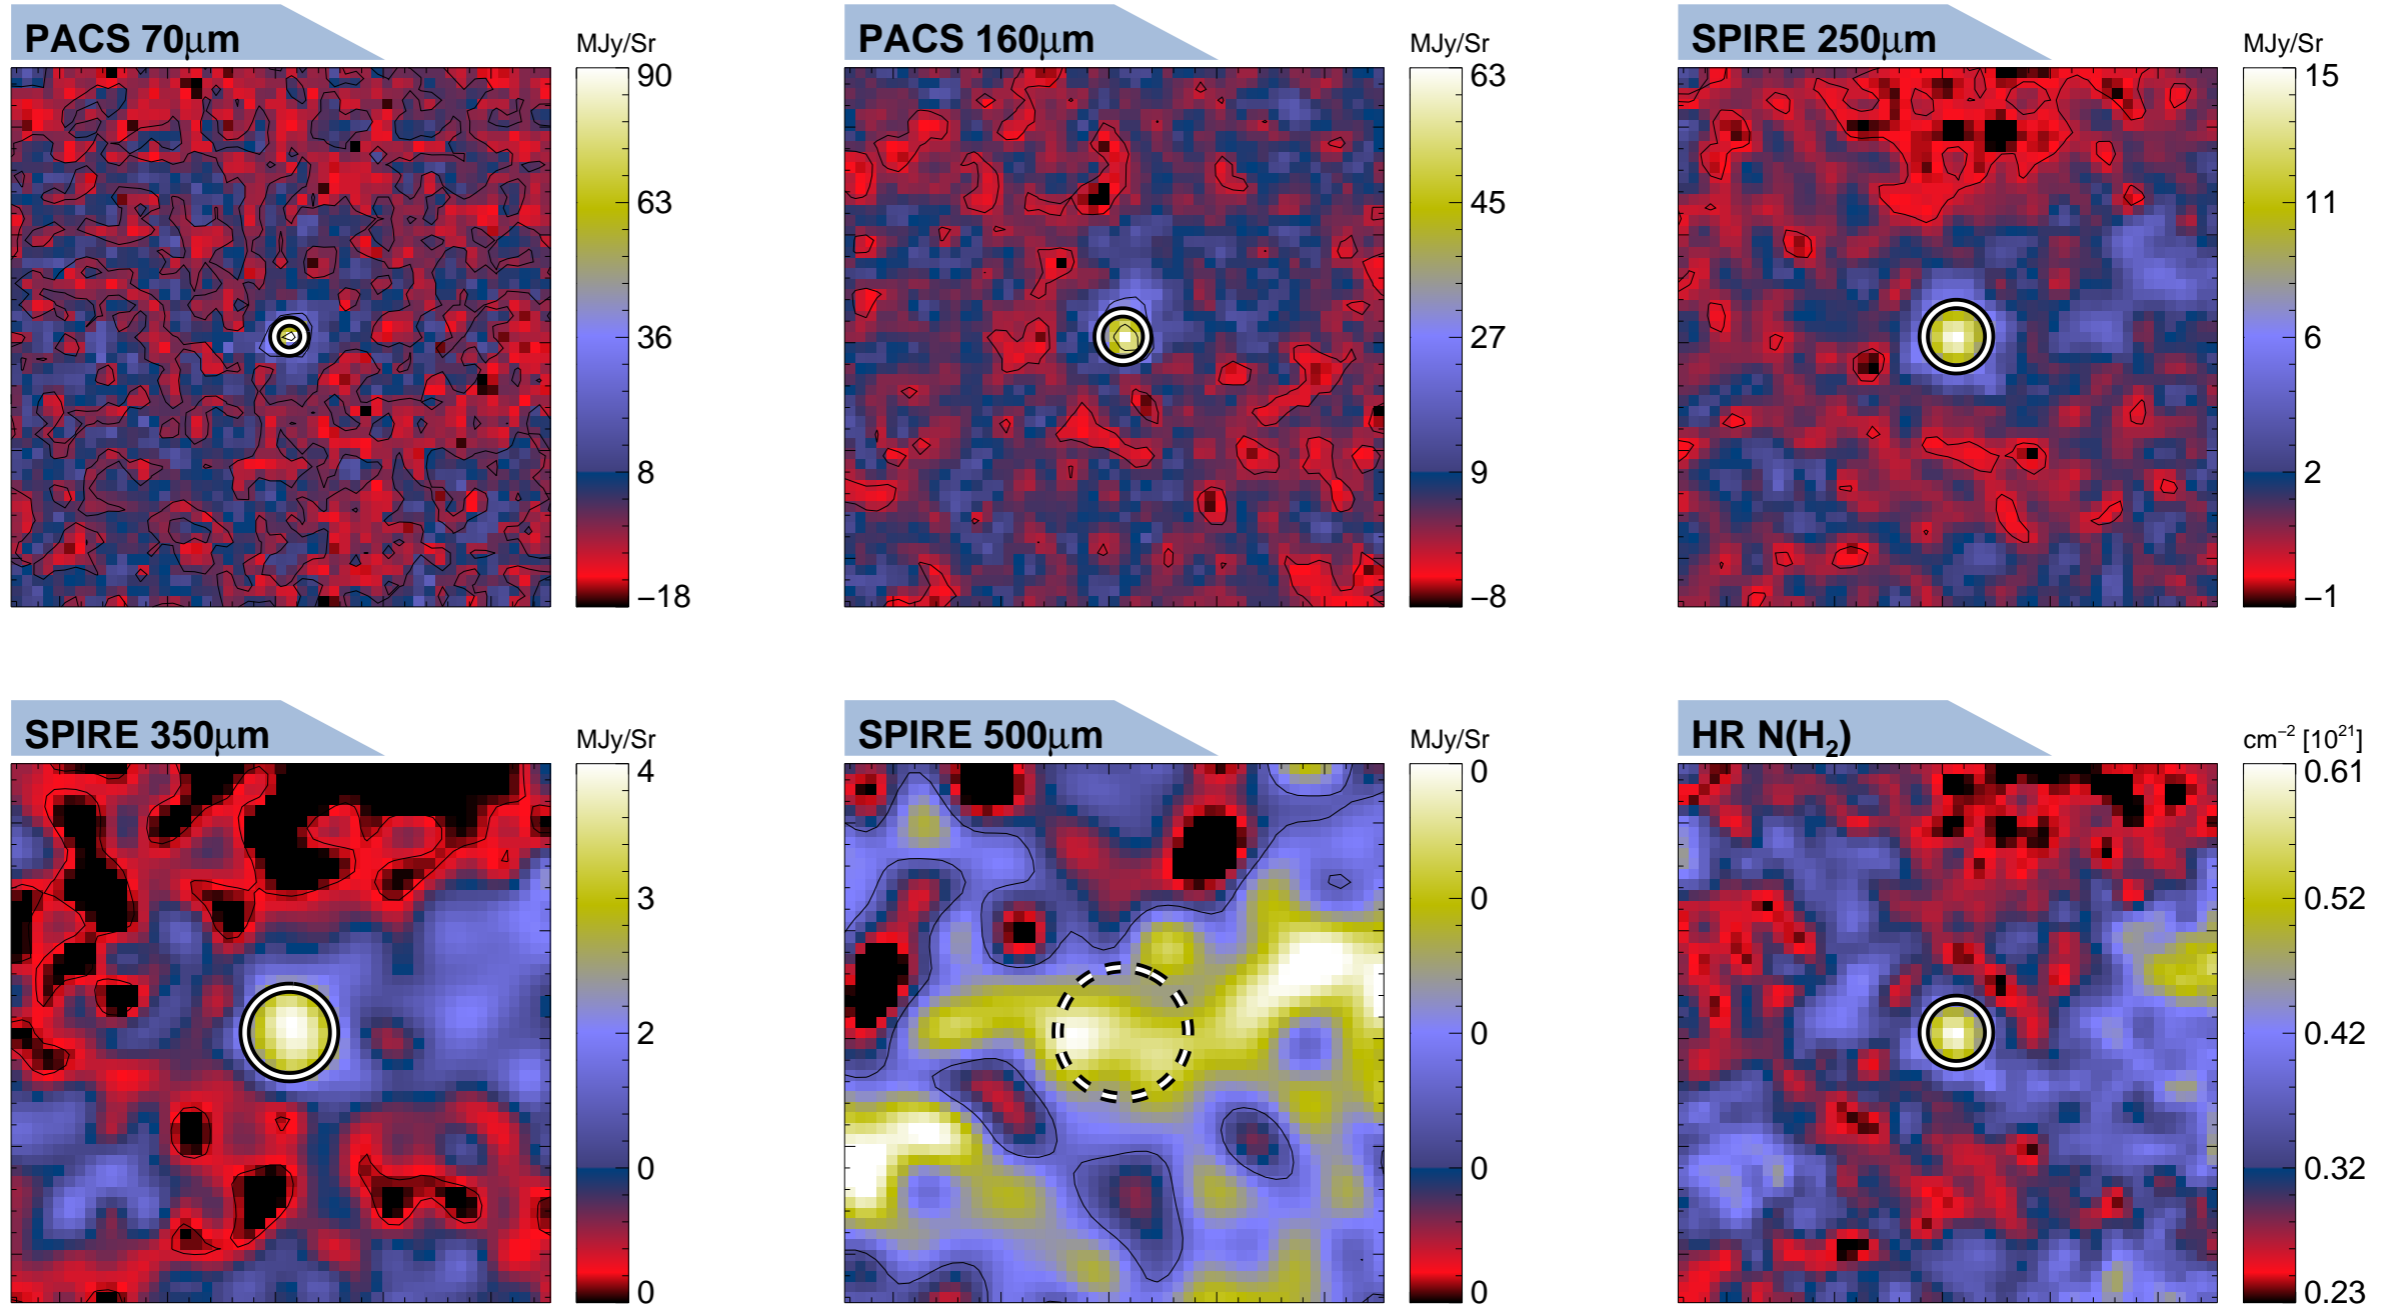 PACS 70μm
MJy/Sr
90
63
36
8
−18
PACS 160μm
MJy/Sr
63
45
27
9
−8
SPIRE 250μm
MJy/Sr
15
11
6
2
−1
SPIRE 350μm
MJy/Sr
4
3
2
0
0
SPIRE 500μm
MJy/Sr
0
0
0
0
0
HR N(H₂)
cm⁻² [10²¹]
0.61
0.52
0.42
0.32
0.23